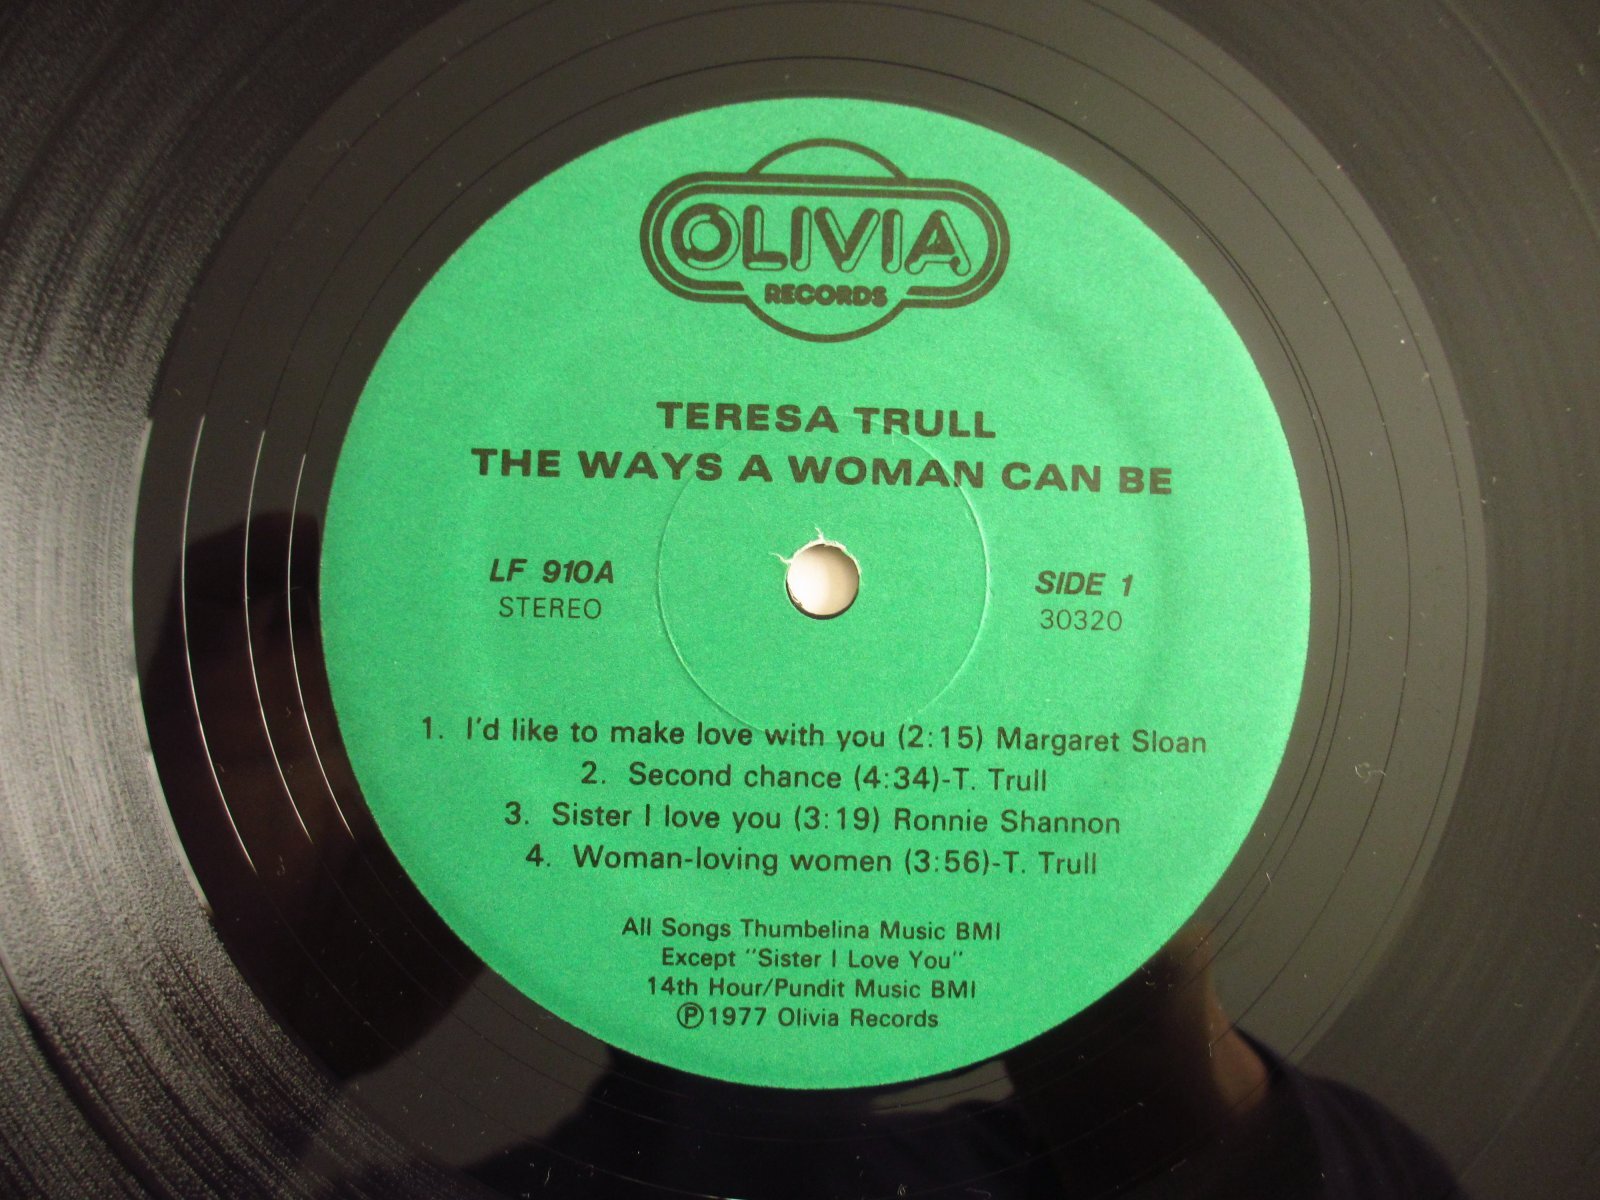 OLIVIA
RECORDS
TERESA TRULL
THE WAYS A WOMAN CAN BE
LF 910A
STEREO
SIDE 1
30320
1. I'd like to make love with you (2:15) Margaret Sloan
2. Second chance (4:34)-T. Trull
3. Sister I love you (3:19) Ronnie Shannon
4. Woman-loving women (3:56)-T. Trull
All Songs Thumbelina Music BMI
Except "Sister I Love You"
14th Hour/Pundit Music BMI
℗1977 Olivia Records